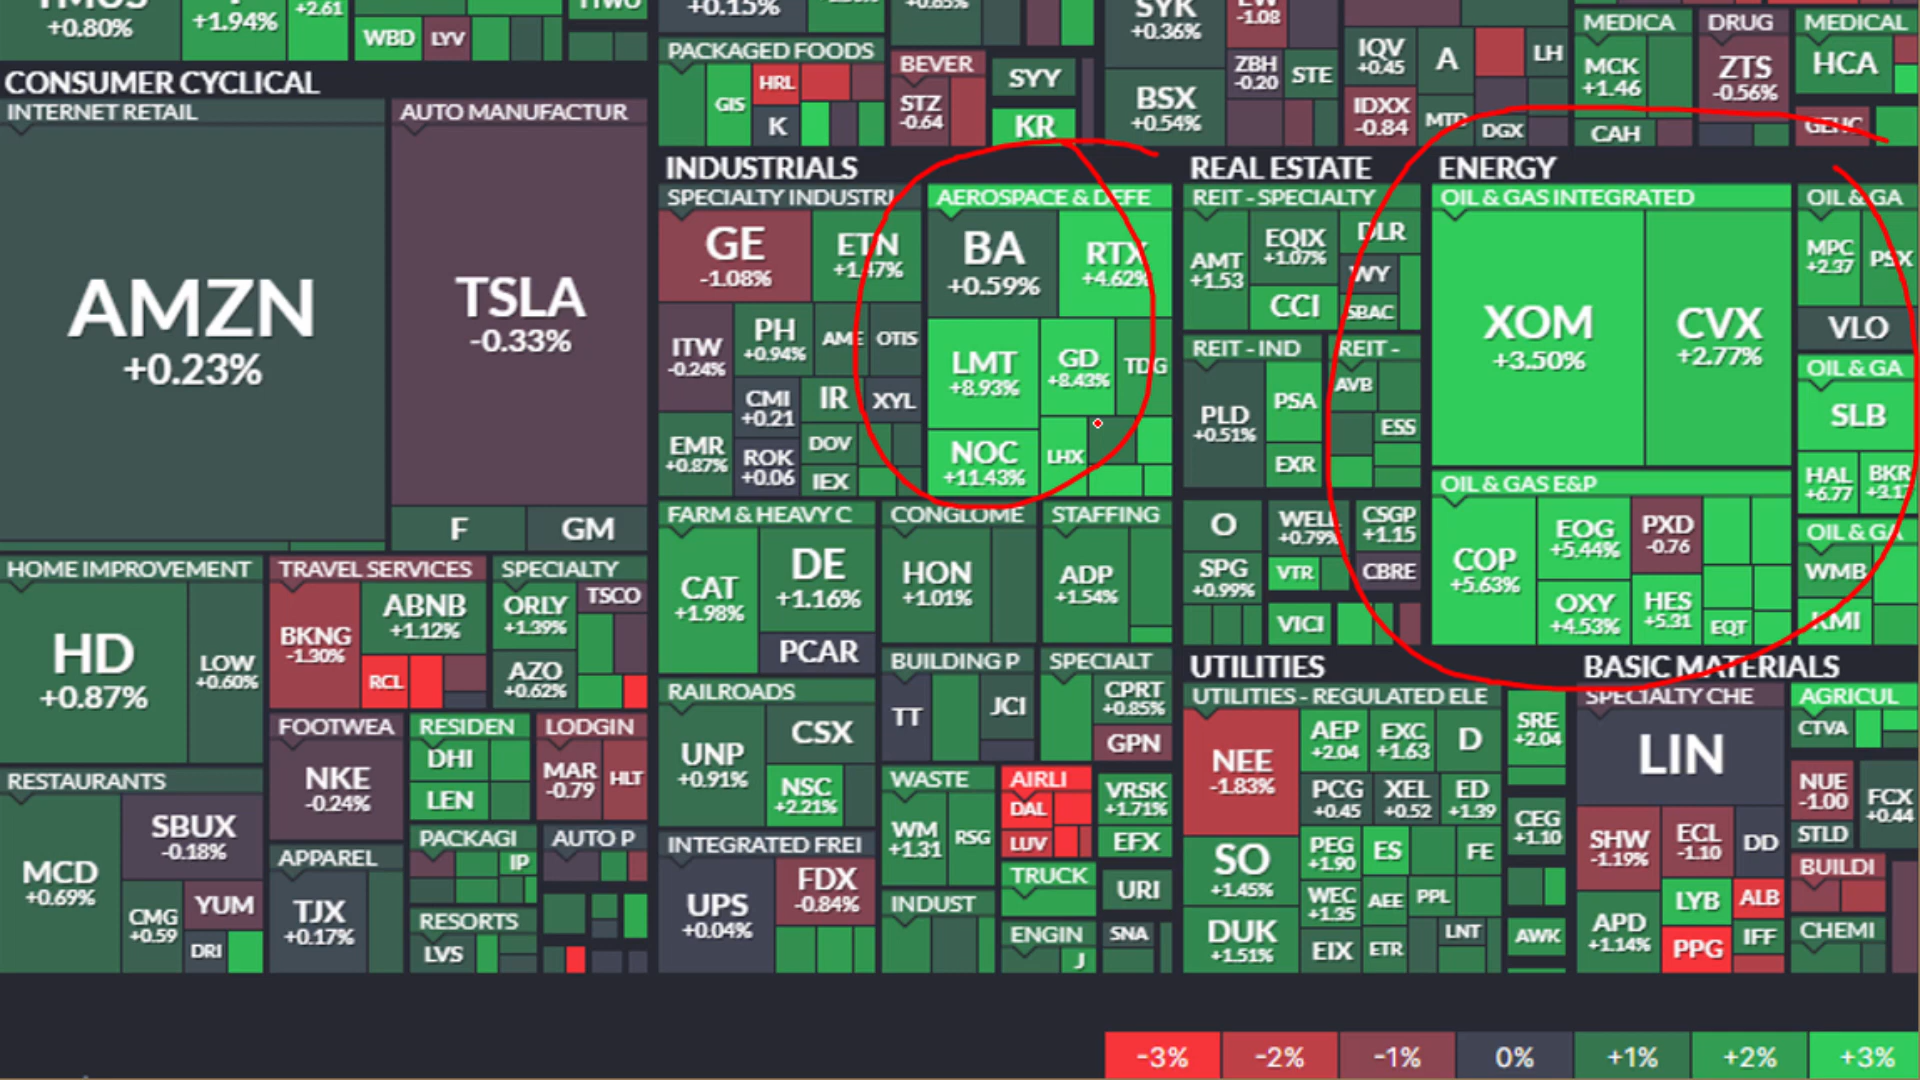 +0.80%
+1.94%
+2.61
WBD
LYV
+0.15%
SYK
+0.36%
-1.08
MEDICA
DRUG
MEDICAL
PACKAGED FOODS
HRL
GIS
K
BEVER
STZ
-0.64
SYY
KR
BSX
+0.54%
ZBH
-0.20
STE
IQV
+0.45
A
LH
IDXX
-0.84
MTD
DGX
MCK
+1.46
CAH
ZTS
-0.56%
HCA
GEHC
CONSUMER CYCLICAL
INTERNET RETAIL
AMZN
+0.23%
AUTO MANUFACTUR
TSLA
-0.33%
F
GM
HOME IMPROVEMENT
HD
+0.87%
LOW
+0.60%
TRAVEL SERVICES
BKNG
-1.30%
ABNB
+1.12%
RCL
SPECIALTY
ORLY
+1.39%
TSCO
AZO
+0.62%
RESTAURANTS
MCD
+0.69%
SBUX
-0.18%
CMG
+0.59
YUM
DRI
FOOTWEA
NKE
-0.24%
RESIDEN
DHI
LEN
LODGIN
MAR
-0.79
HLT
APPAREL
TJX
+0.17%
PACKAGI
IP
AUTO P
RESORTS
LVS
INDUSTRIALS
SPECIALTY INDUSTRI
GE
-1.08%
ETN
+1.47%
ITW
-0.24%
PH
+0.94%
AME
OTIS
CMI
+0.21
IR
XYL
EMR
+0.87%
ROK
+0.06
DOV
IEX
AEROSPACE & DEFE
BA
+0.59%
RTX
+4.62%
LMT
+8.93%
GD
+8.43%
TDG
NOC
+11.43%
LHX
FARM & HEAVY C
CAT
+1.98%
DE
+1.16%
PCAR
CONGLOME
HON
+1.01%
STAFFING
ADP
+1.54%
RAILROADS
UNP
+0.91%
CSX
NSC
+2.21%
BUILDING P
TT
JCI
SPECIALT
CPRT
+0.85%
GPN
WASTE
WM
+1.31
RSG
AIRLI
DAL
LUV
VRSK
+1.71%
EFX
INTEGRATED FREI
UPS
+0.04%
FDX
-0.84%
INDUST
TRUCK
URI
ENGIN
J
SNA
REAL ESTATE
REIT - SPECIALTY
AMT
+1.53
EQIX
+1.07%
DLR
WY
CCI
SBAC
REIT - IND
PLD
+0.51%
PSA
EXR
REIT -
AVB
ESS
O
WELL
+0.79%
CSGP
+1.15
SPG
+0.99%
VTR
CBRE
VICI
ENERGY
OIL & GAS INTEGRATED
XOM
+3.50%
CVX
+2.77%
OIL & GA
MPC
+2.37
PSX
VLO
OIL & GA
SLB
HAL
+6.77
BKR
OIL & GAS E&P
COP
+5.63%
EOG
+5.44%
PXD
-0.76
OXY
+4.53%
HES
+5.31
EQT
OIL & GA
WMB
KMI
UTILITIES
UTILITIES - REGULATED ELE
NEE
-1.83%
AEP
+2.04
EXC
+1.63
D
SRE
+2.04
PCG
+0.45
XEL
+0.52
ED
+1.39
CEG
+1.10
SO
+1.45%
PEG
+1.90
ES
FE
WEC
+1.35
AEE
PPL
DUK
+1.51%
EIX
ETR
LNT
AWK
BASIC MATERIALS
SPECIALTY CHE
LIN
SHW
-1.19%
ECL
-1.10
DD
APD
+1.14%
LYB
ALB
PPG
IFF
AGRICUL
CTVA
NUE
-1.00
FCX
+0.44
STLD
BUILDI
CHEMI
-3%
-2%
-1%
0%
+1%
+2%
+3%